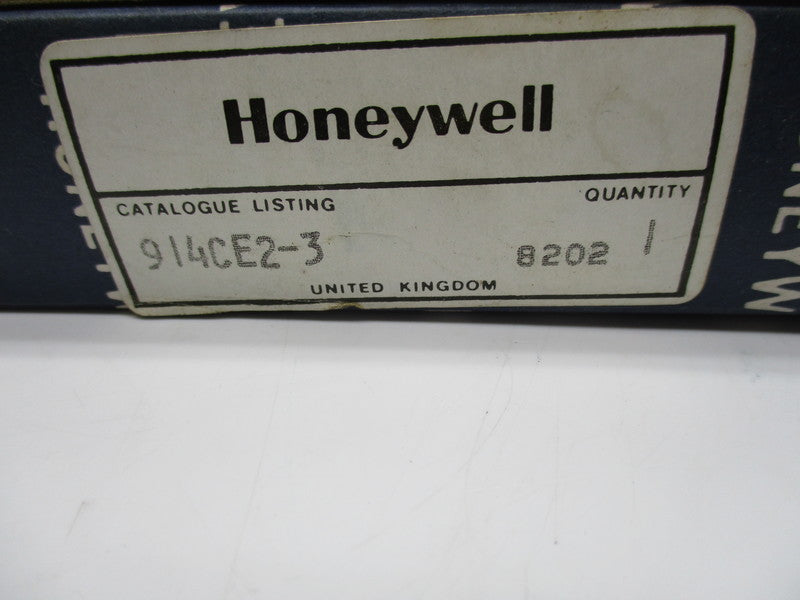 Honeywell
CATALOGUE LISTING QUANTITY
914CE2-3 8202 1
UNITED KINGDOM